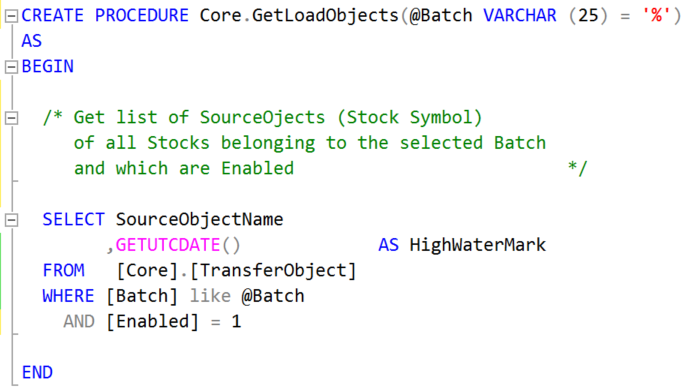 CREATE PROCEDURE Core.GetLoadObjects(@Batch VARCHAR (25) = '%')
AS
BEGIN
/* Get list of SourceOjects (Stock Symbol)
of all Stocks belonging to the selected Batch
and which are Enabled */
SELECT SourceObjectName
,GETUTCDATE() AS HighWaterMark
FROM [Core].[TransferObject]
WHERE [Batch] like @Batch
AND [Enabled] = 1
END